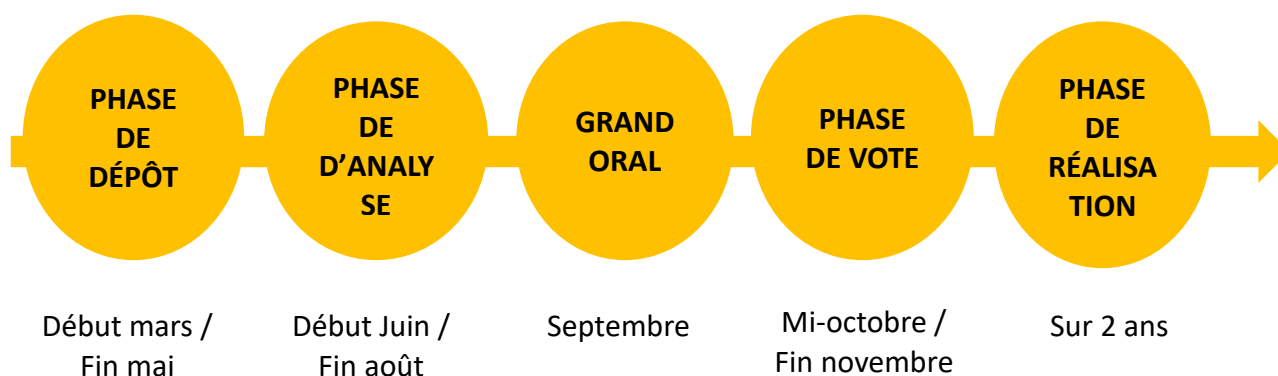 PHASE
DE
DÉPÔT
PHASE
DE
D’ANALY
SE
GRAND
ORAL
PHASE
DE VOTE
PHASE
DE
RÉALISA
TION
Début mars /
Fin mai
Début Juin /
Fin août
Septembre
Mi-octobre /
Fin novembre
Sur 2 ans